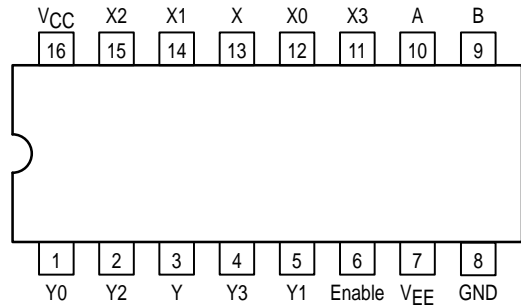 VCC X2 X1 X X0 X3 A B
16 15 14 13 12 11 10 9
1 2 3 4 5 6 7 8
Y0 Y2 Y Y3 Y1 Enable VEE GND